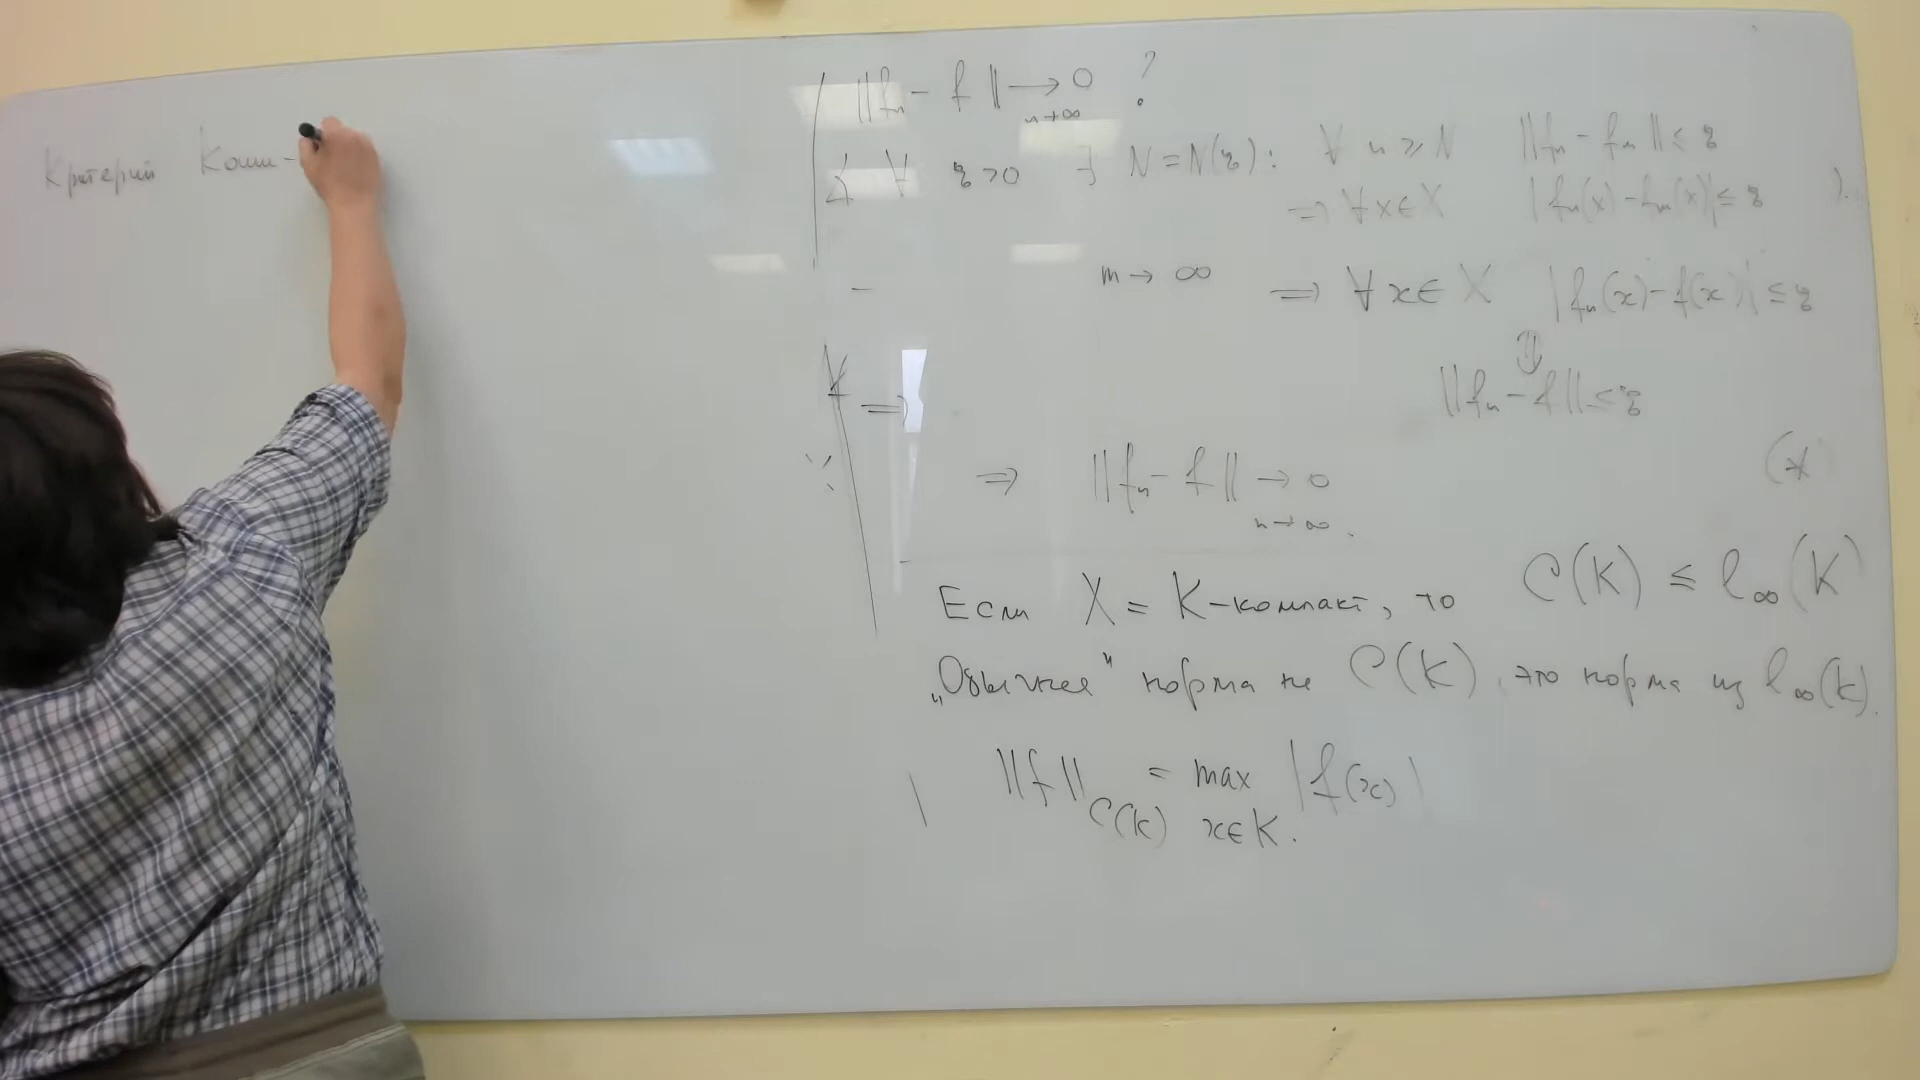 Критерий Коши-
‖fₙ - f‖ → 0 ?
n→∞
∀ ε>0 ∃ N = N(ε): ∀ n ≥ N ‖fₙ - fₘ‖ ≤ ε
⇒ ∀ x ∈ X |fₙ(x) - fₘ(x)| ≤ ε ).
m → ∞ ⇒ ∀ x ∈ X |fₙ(x) - f(x)| ≤ ε
⇓
‖fₙ - f‖ ≤ ε
⇒
⇒ ‖fₙ - f‖ → 0
n→∞.
(*)
Если X = K-компакт, то C(K) ≤ l∞(K
„Обычная" норма на C(K), это норма из l∞(K).
‖f‖ = max |f(x)|
C(K) x∈K.